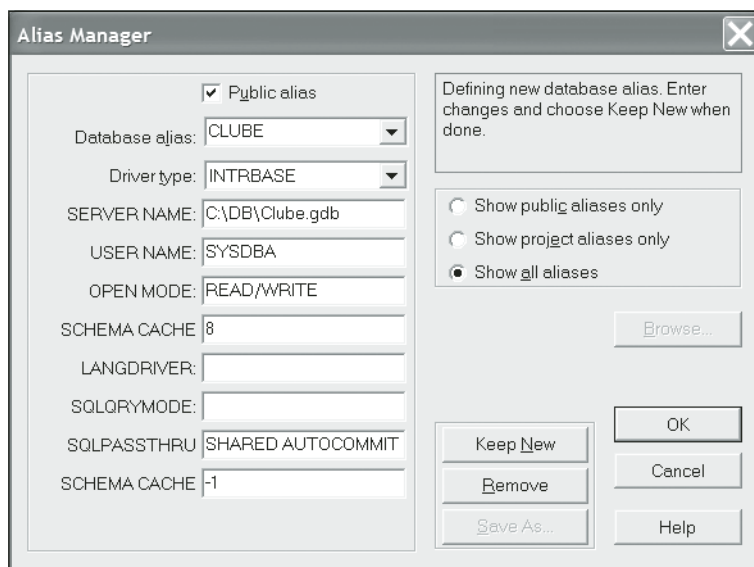 Alias Manager
Public alias
Database alias: CLUBE
Driver type: INTRBASE
SERVER NAME: C:\DB\Clube.gdb
USER NAME: SYSDBA
OPEN MODE: READ/WRITE
SCHEMA CACHE 8
LANGDRIVER:
SQLQRYMODE:
SQLPASSTHRU SHARED AUTOCOMMIT
SCHEMA CACHE -1
Defining new database alias. Enter
changes and choose Keep New when
done.
Show public aliases only
Show project aliases only
Show all aliases
Browse...
Keep New
Remove
Save As...
OK
Cancel
Help